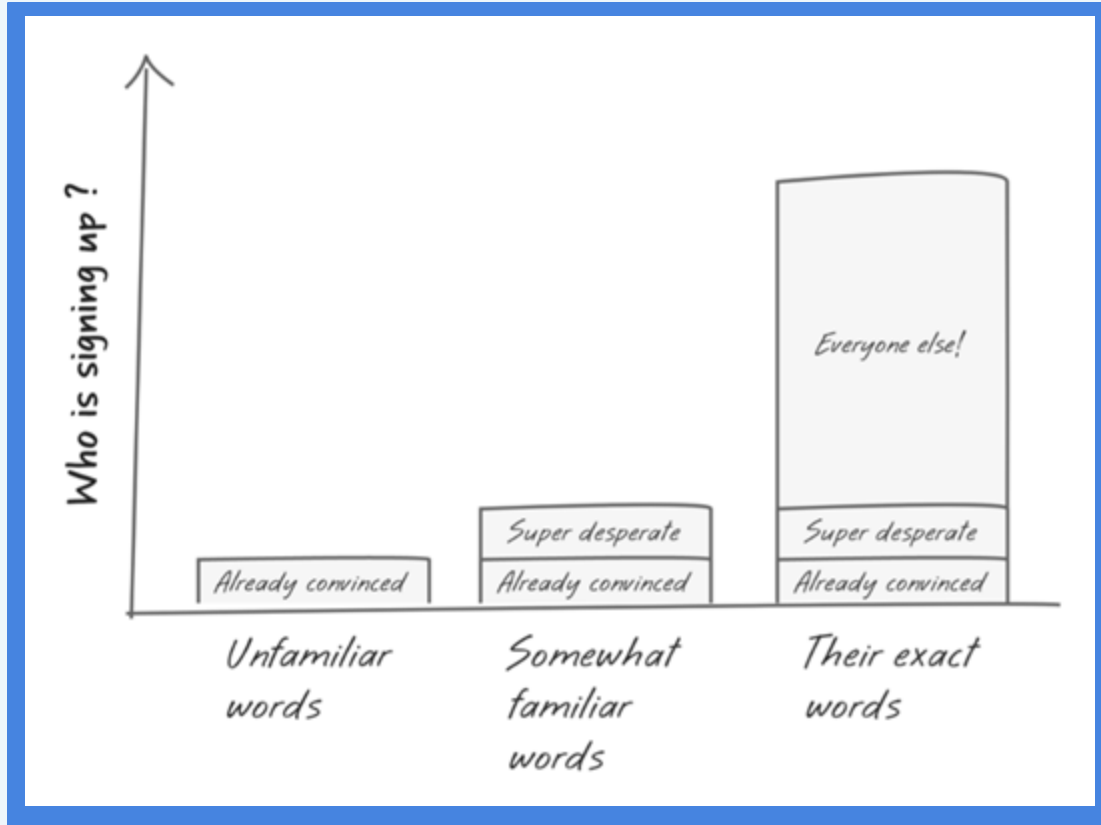 Who is signing up ?
Everyone else!
Super desperate
Super desperate
Already convinced
Already convinced
Already convinced
Unfamiliar
words
Somewhat
familiar
words
Their exact
words